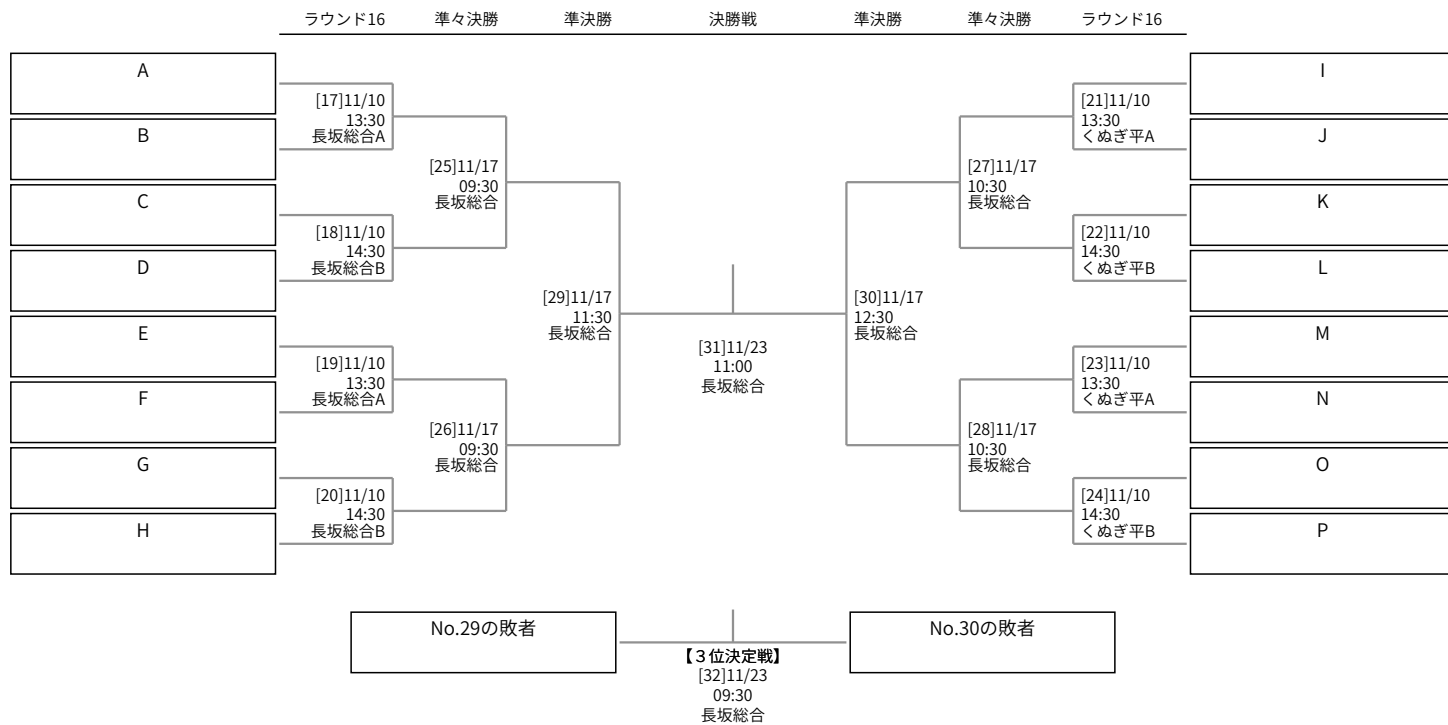 ラウンド16 準々決勝 準決勝 決勝戦 準決勝 準々決勝 ラウンド16
A
B
C
D
E
F
G
H
[17]11/10
13:30
長坂総合A
[18]11/10
14:30
長坂総合B
[19]11/10
13:30
長坂総合A
[20]11/10
14:30
長坂総合B
[25]11/17
09:30
長坂総合
[26]11/17
09:30
長坂総合
[29]11/17
11:30
長坂総合
[31]11/23
11:00
長坂総合
[30]11/17
12:30
長坂総合
[27]11/17
10:30
長坂総合
[28]11/17
10:30
長坂総合
[21]11/10
13:30
くぬぎ平A
[22]11/10
14:30
くぬぎ平B
[23]11/10
13:30
くぬぎ平A
[24]11/10
14:30
くぬぎ平B
I
J
K
L
M
N
O
P
No.29の敗者
No.30の敗者
【３位決定戦】
[32]11/23
09:30
長坂総合